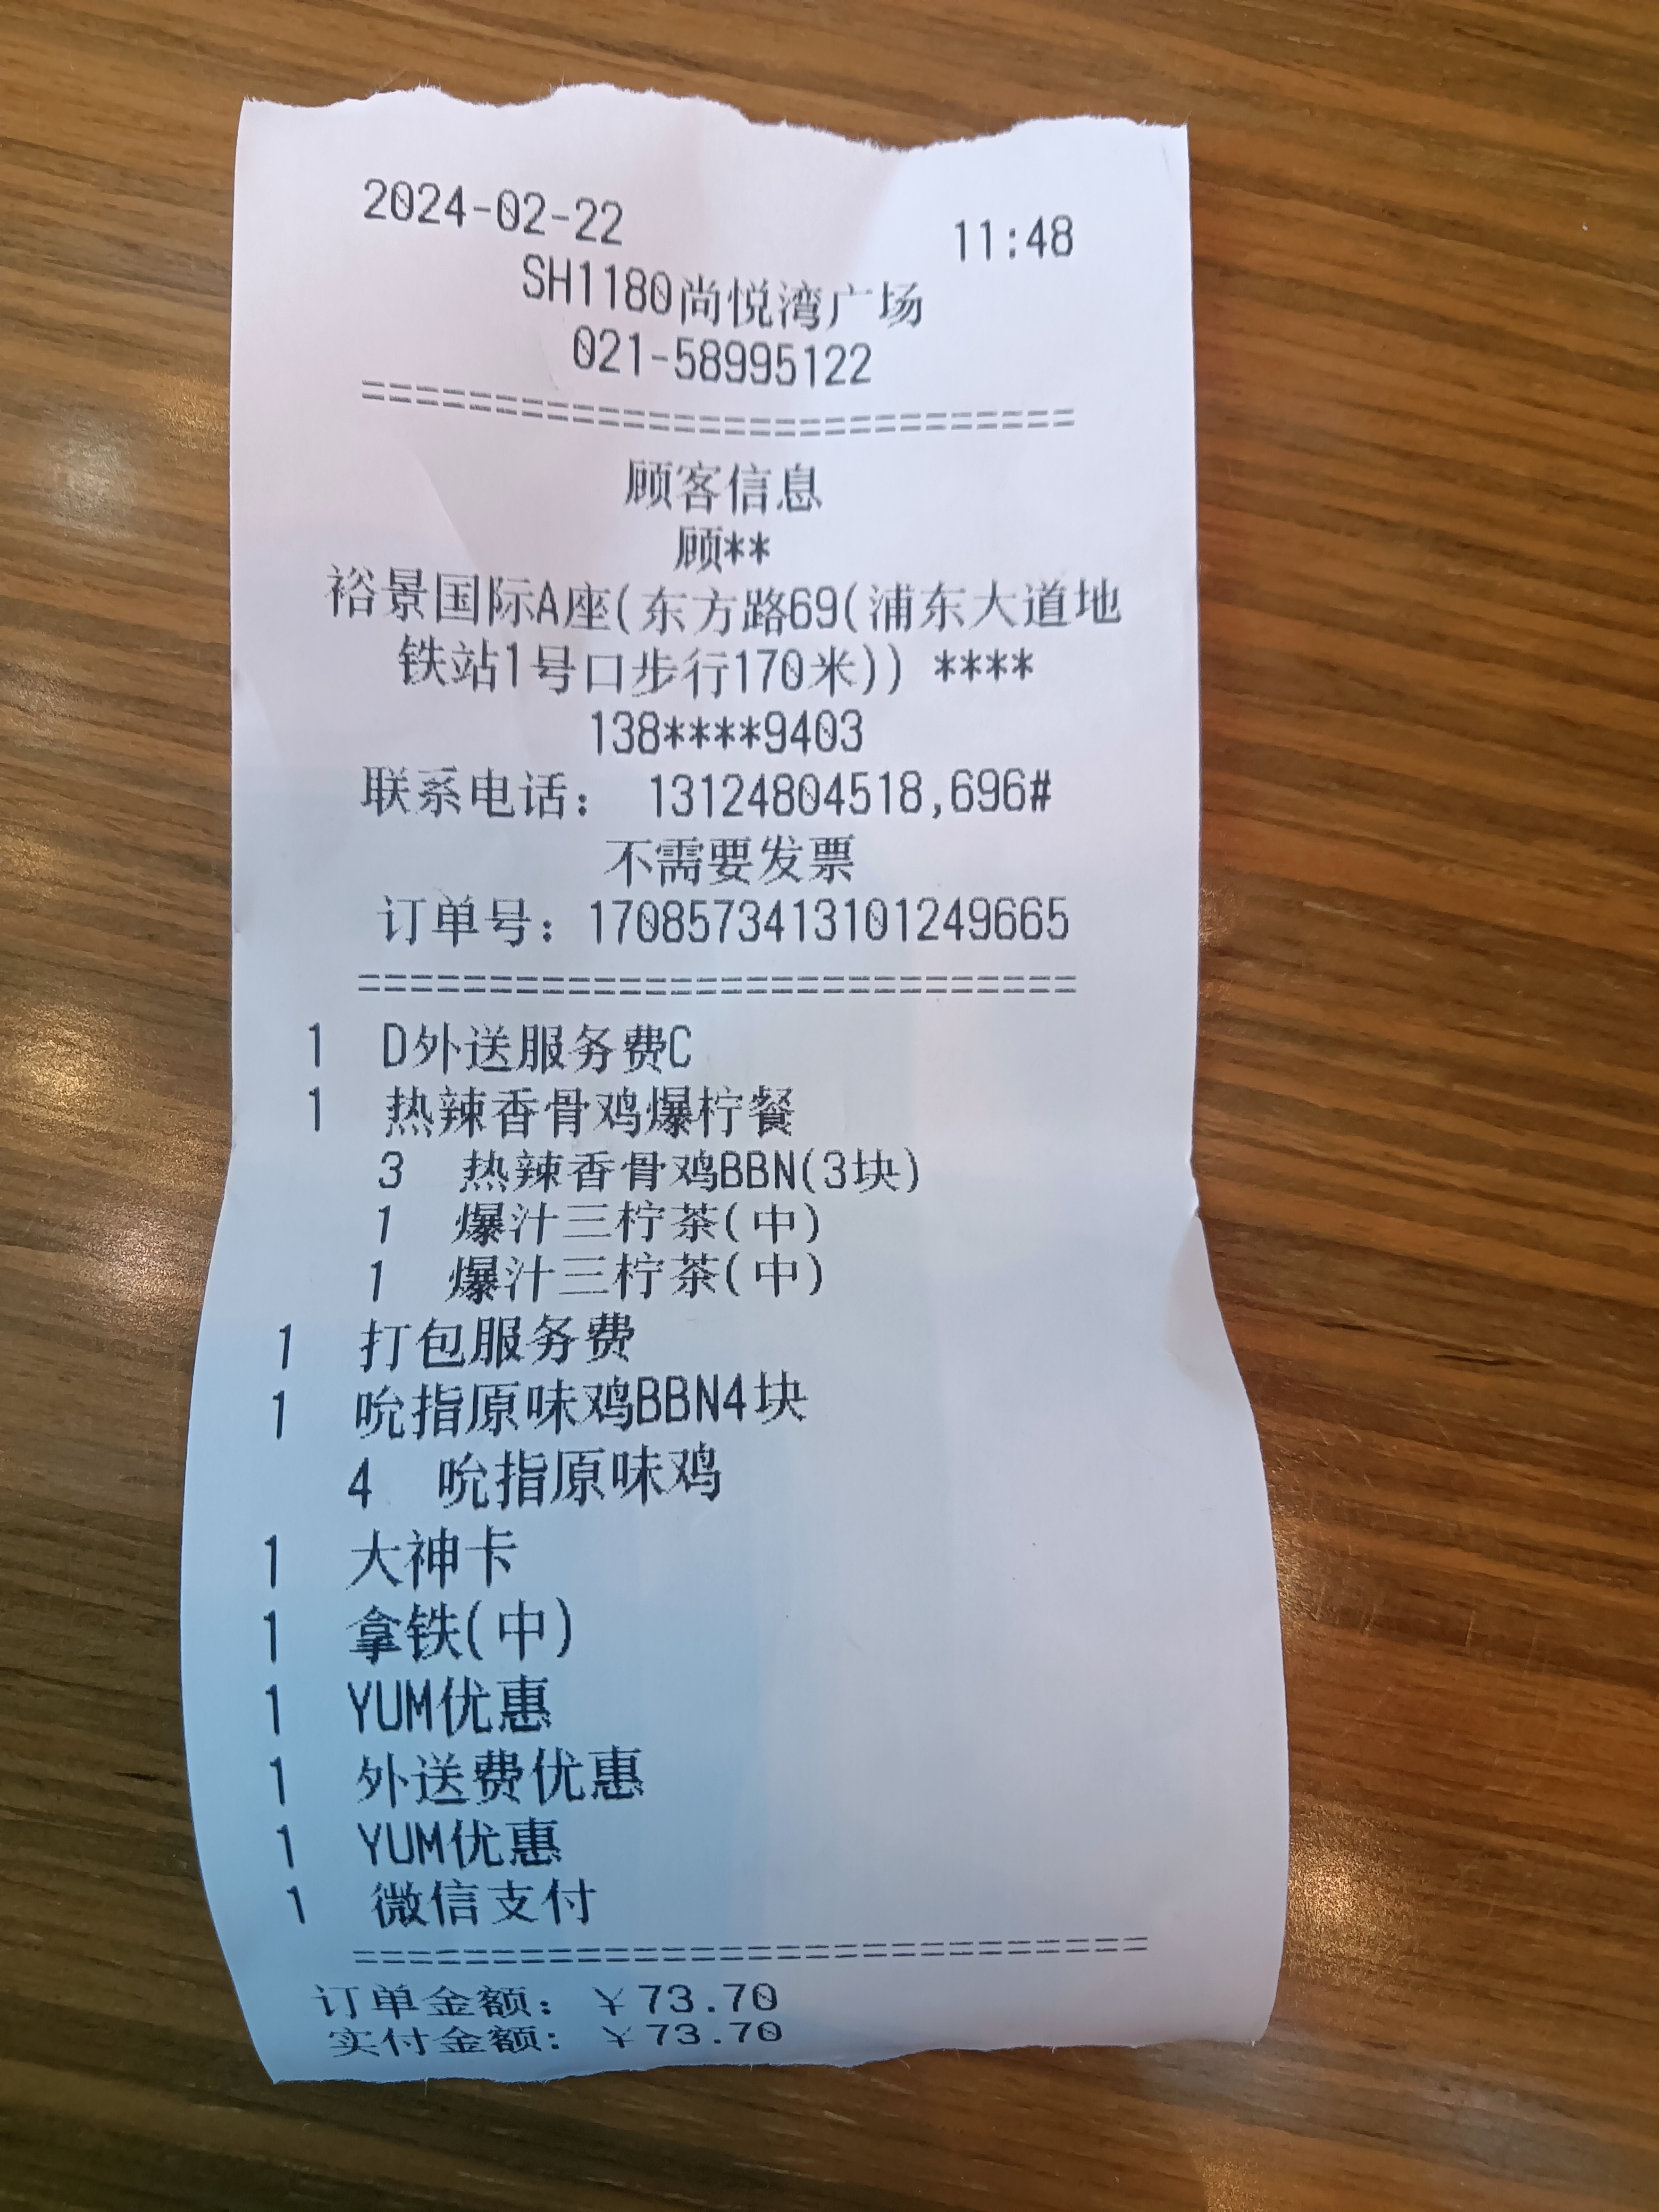 2024-02-22 11:48
SH1180尚悦湾广场
021-58995122
===========================
顾客信息
顾**
裕景国际A座(东方路69(浦东大道地
铁站1号口步行170米)) ****
138****9403
联系电话： 13124804518,696#
不需要发票
订单号：1708573413101249665
===========================
1 D外送服务费C
1 热辣香骨鸡爆柠餐
3 热辣香骨鸡BBN(3块)
1 爆汁三柠茶(中)
1 爆汁三柠茶(中)
1 打包服务费
1 吮指原味鸡BBN4块
4 吮指原味鸡
1 大神卡
1 拿铁(中)
1 YUM优惠
1 外送费优惠
1 YUM优惠
1 微信支付
===========================
订单金额：￥73.70
实付金额：￥73.70